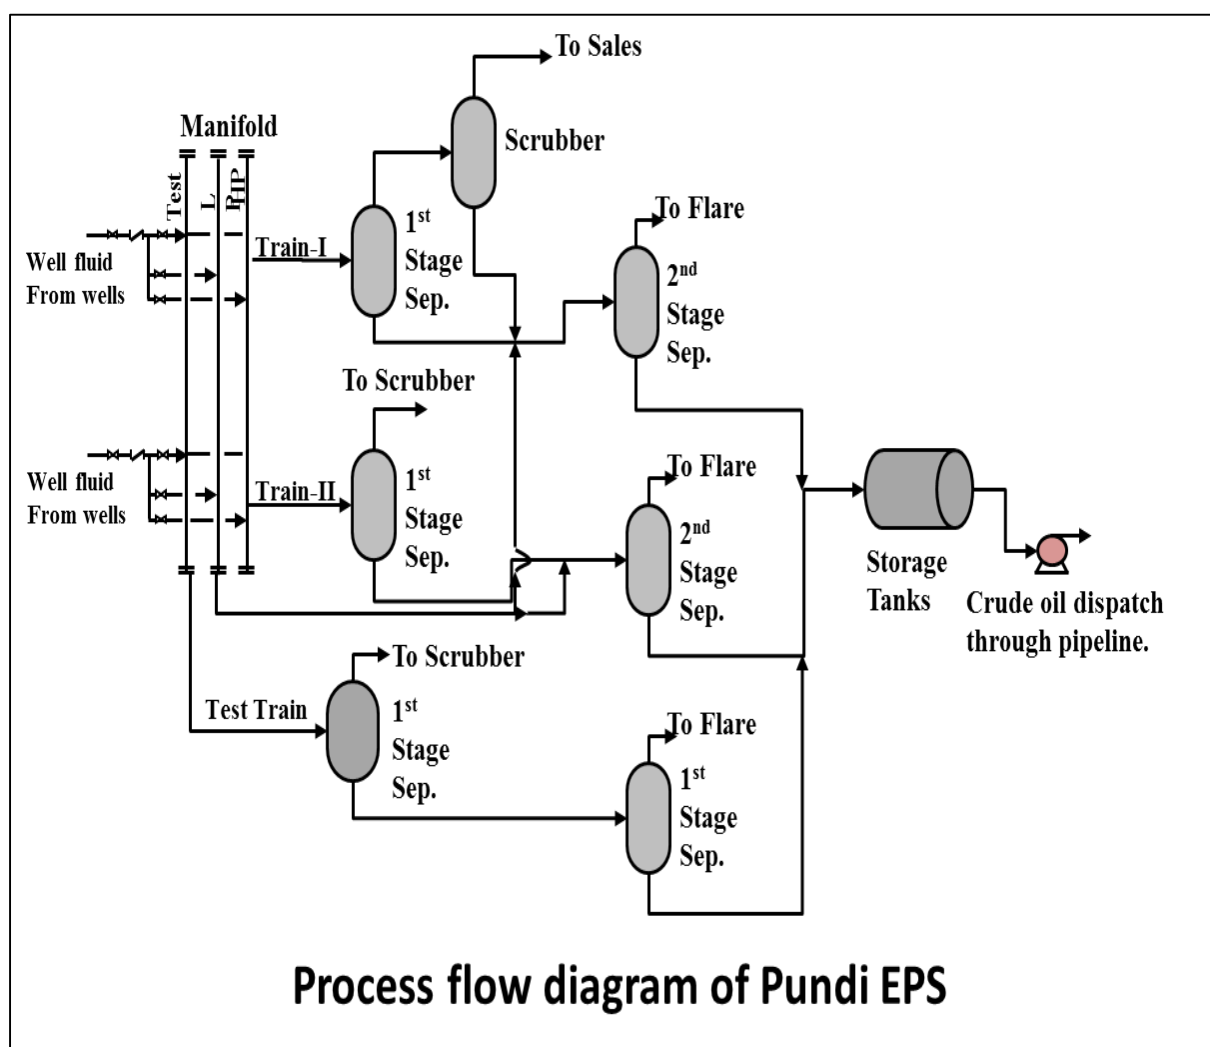 To Sales
Manifold
Scrubber
Test
L
P
HP
To Flare
1st
Stage
Sep.
Train-I
Well fluid
From wells
2nd
Stage
Sep.
To Scrubber
To Flare
1st
Stage
Sep.
Train-II
Well fluid
From wells
2nd
Stage
Sep.
Storage
Tanks
Crude oil dispatch
through pipeline.
To Scrubber
Test Train
1st
Stage
Sep.
To Flare
1st
Stage
Sep.
Process flow diagram of Pundi EPS